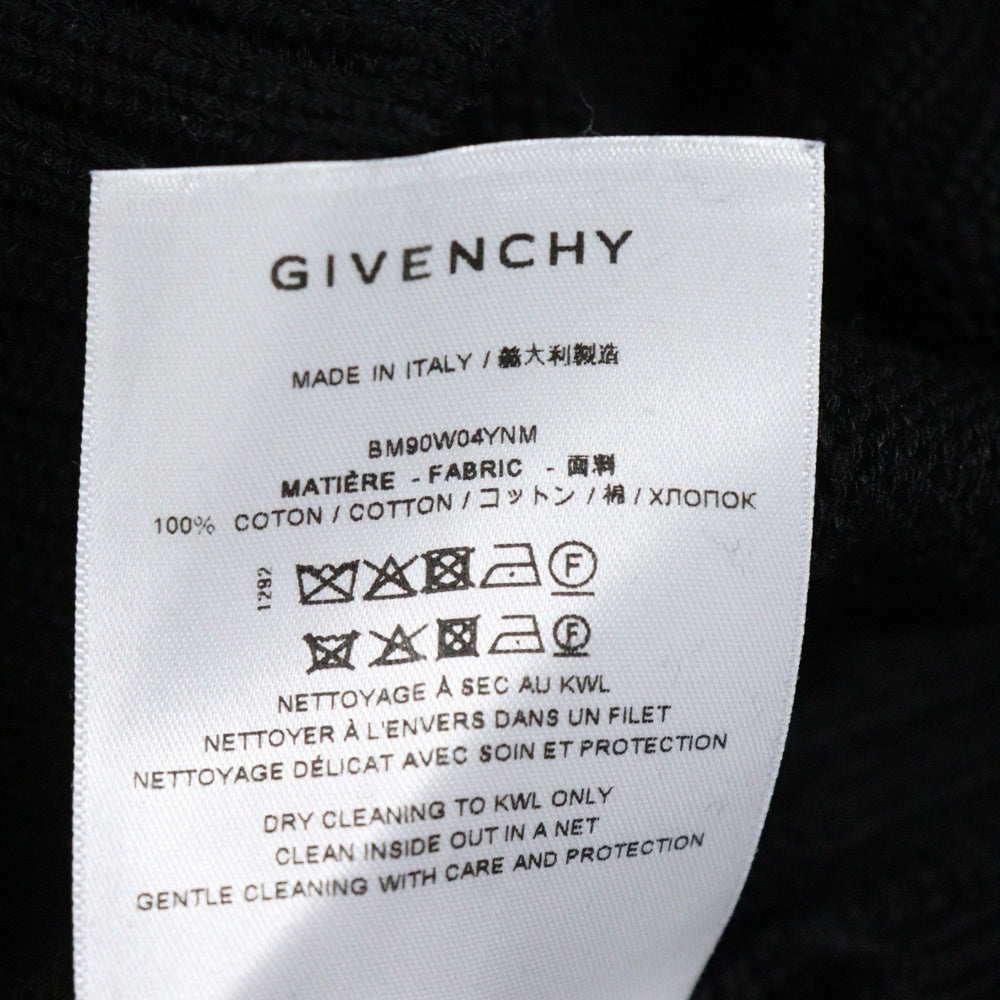 GIVENCHY
MADE IN ITALY / 義大利製造
BM90W04YNM
MATIÈRE - FABRIC - 面料
100% COTON / COTTON / コットン / 棉 / ХЛОПОК
1292
F
F
NETTOYAGE À SEC AU KWL
NETTOYER À L'ENVERS DANS UN FILET
NETTOYAGE DÉLICAT AVEC SOIN ET PROTECTION
DRY CLEANING TO KWL ONLY
CLEAN INSIDE OUT IN A NET
GENTLE CLEANING WITH CARE AND PROTECTION